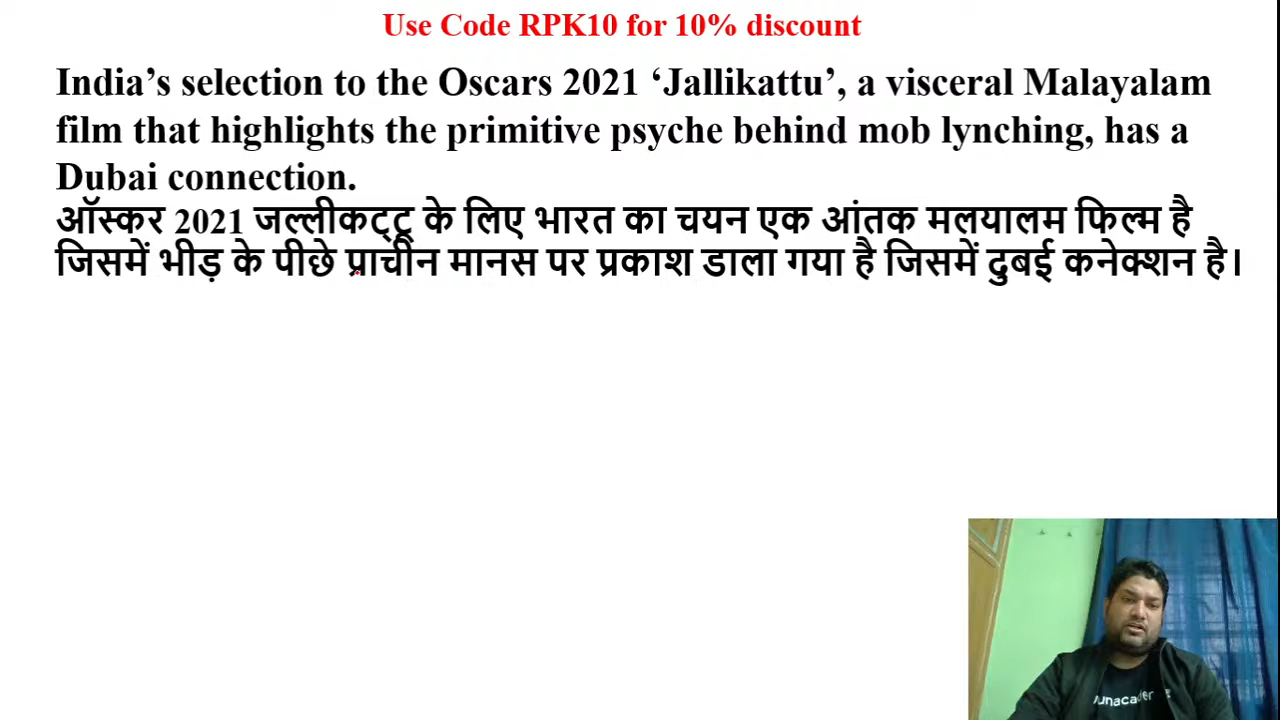 Use Code RPK10 for 10% discount
India’s selection to the Oscars 2021 ‘Jallikattu’, a visceral Malayalam
film that highlights the primitive psyche behind mob lynching, has a
Dubai connection.
ऑस्कर 2021 जल्लीकट्टू के लिए भारत का चयन एक आंतक मलयालम फिल्म है
जिसमें भीड़ के पीछे प्राचीन मानस पर प्रकाश डाला गया है जिसमें दुबई कनेक्शन है।